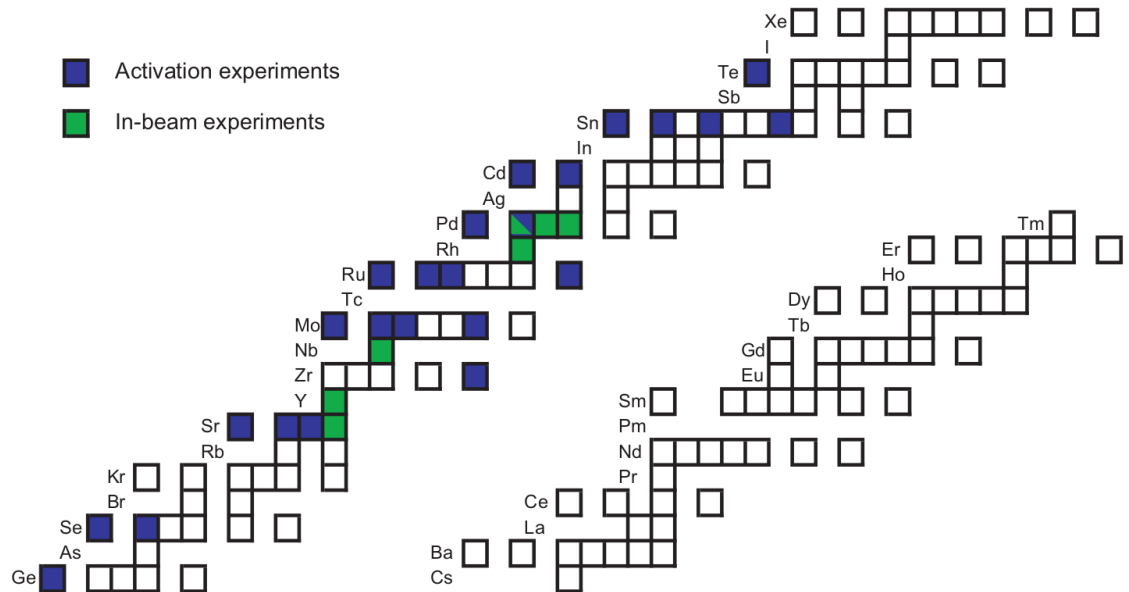 Xe
I
Activation experiments
Te
Sb
In-beam experiments
Sn
In
Cd
Ag
Pd
Tm
Rh
Er
Ru
Ho
Tc
Dy
Mo
Tb
Nb
Gd
Zr
Eu
Y
Sm
Sr
Pm
Rb
Nd
Kr
Pr
Br
Ce
Se
La
As
Ba
Ge
Cs